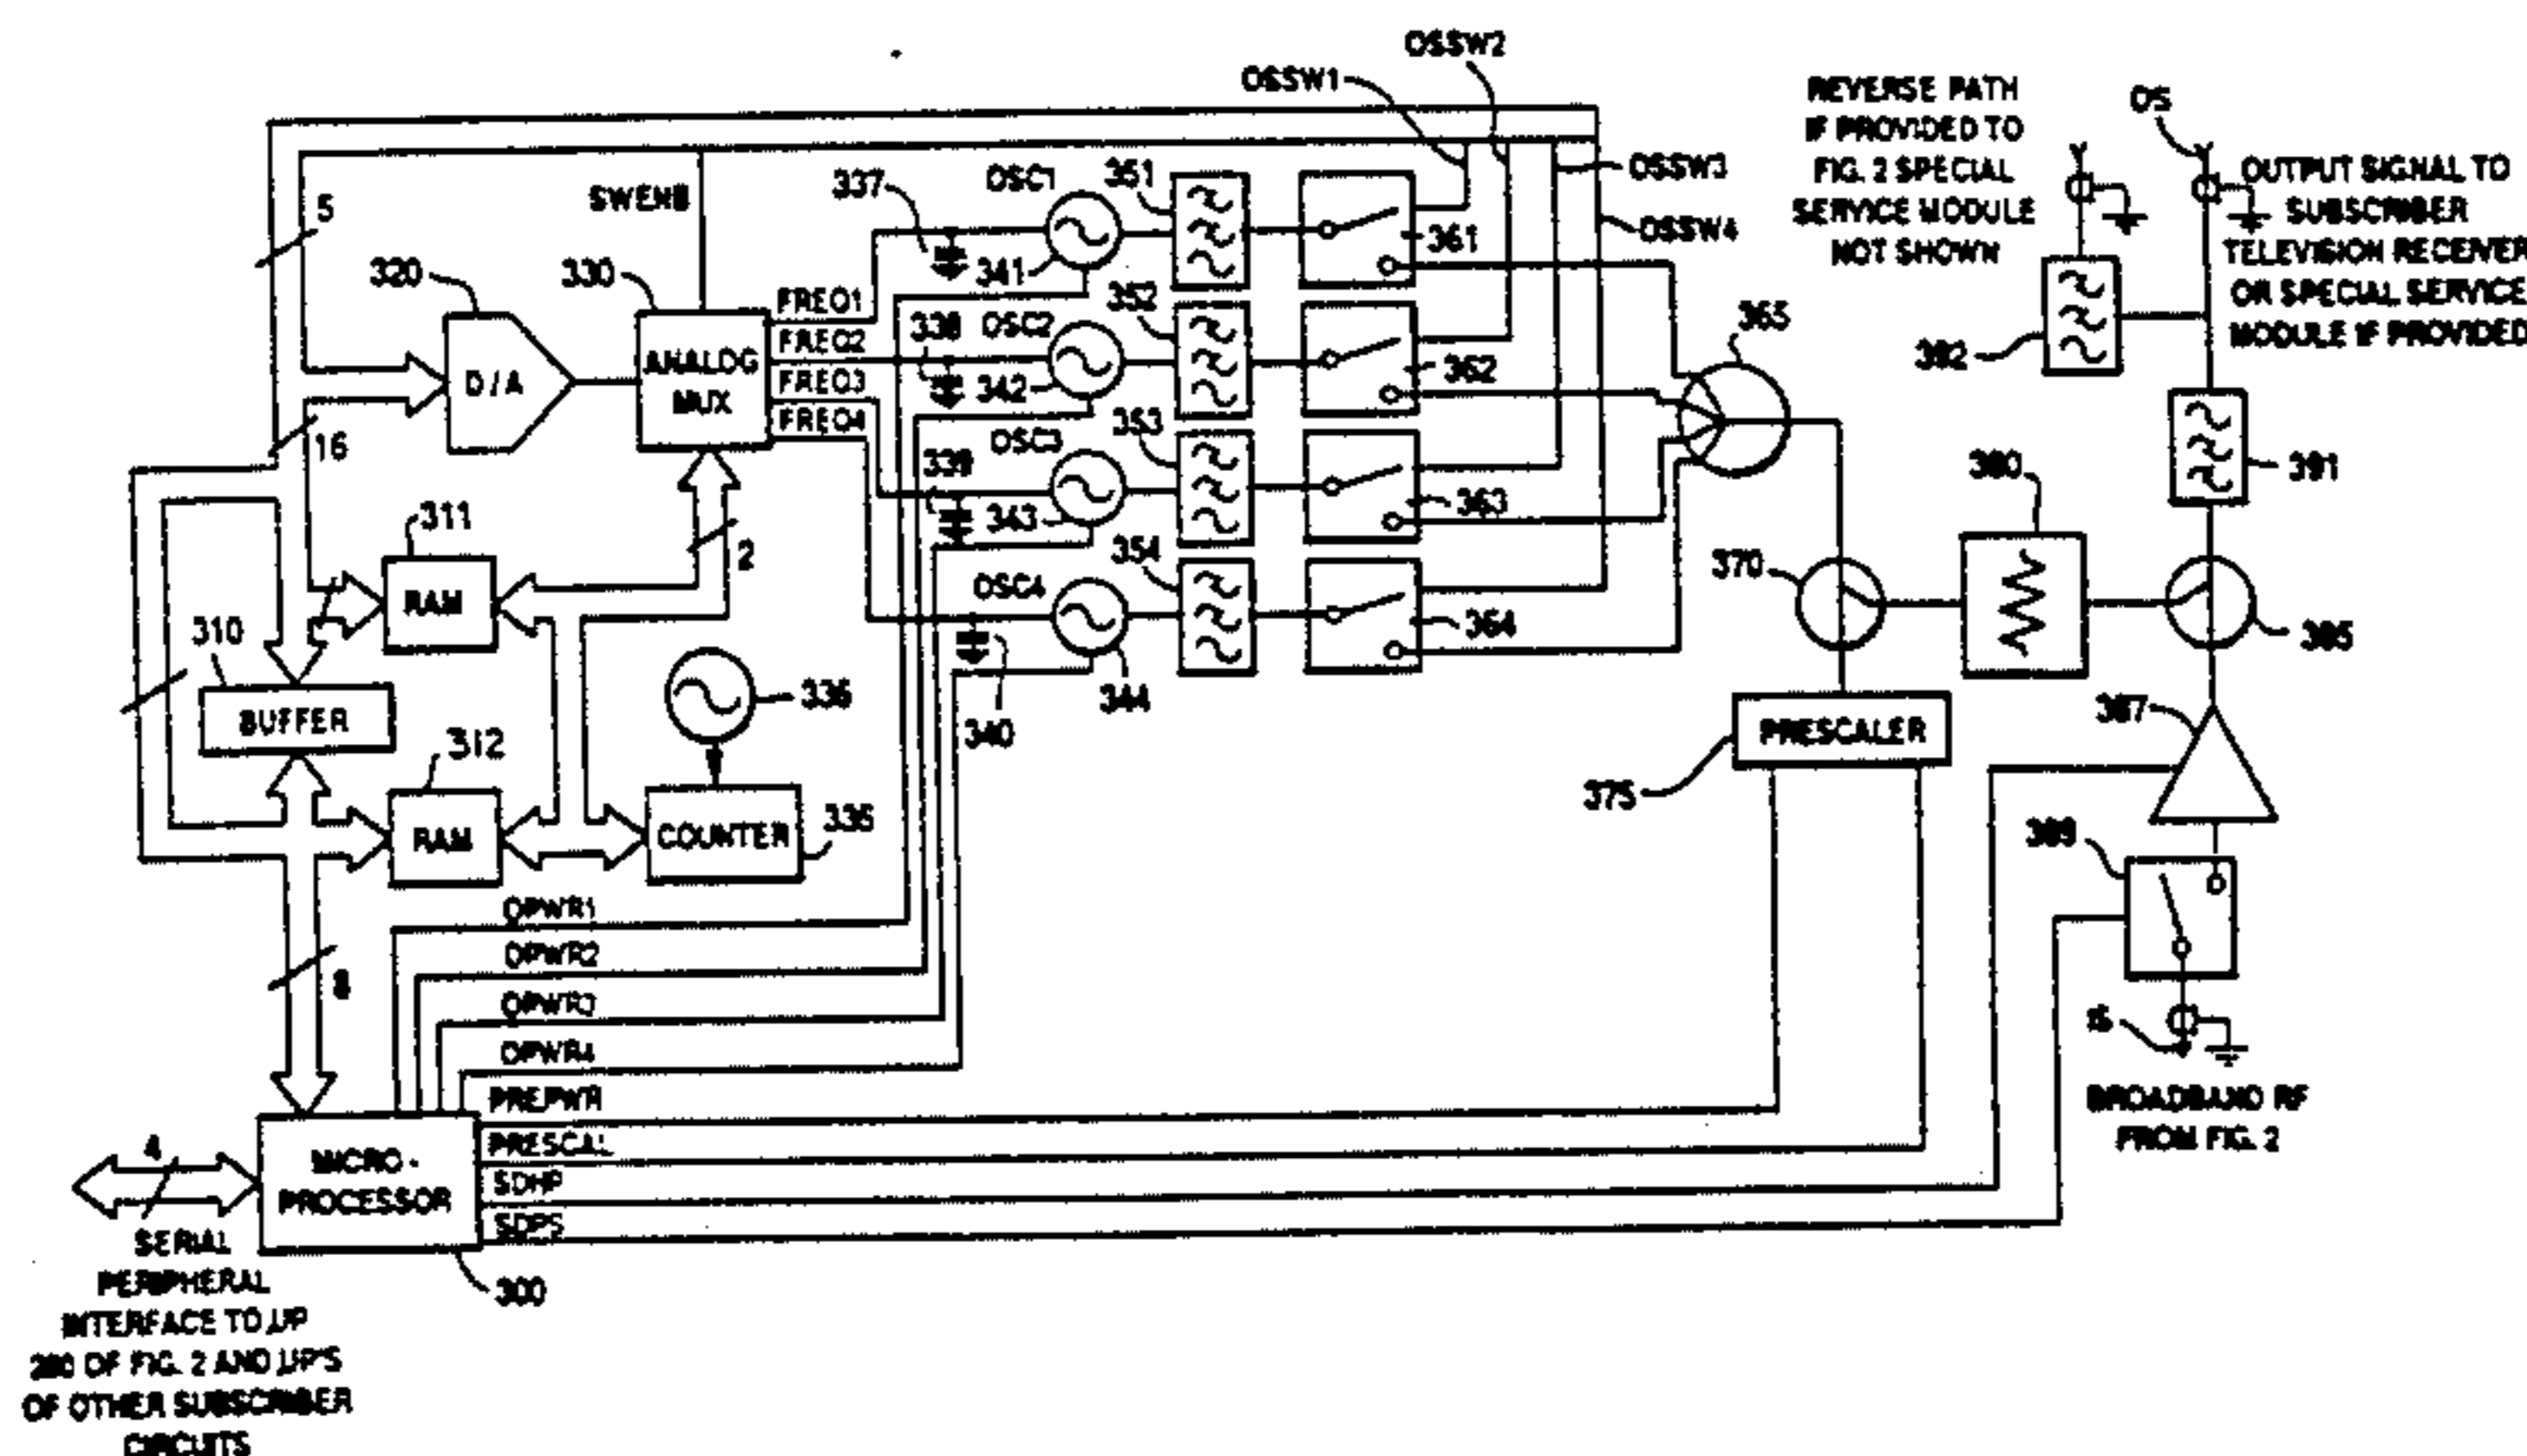 OSSW2
OSSW1
REVERSE PATH
IF PROVIDED TO
FIG. 2 SPECIAL
SERVICE MODULE
NOT SHOWN
OS
OUTPUT SIGNAL TO
SUBSCRIBER
TELEVISION RECEIVER
OR SPECIAL SERVICE
MODULE IF PROVIDED
OSSW3
OSSW4
5
SWENB
337
OSC1
351
361
341
320
330
FREQ1
FREQ2
FREQ3
FREQ4
D/A
ANALOG
MUX
338
OSC2
352
342
362
365
392
16
339
OSC3
353
343
363
380
391
311
RAM
2
OSC4
354
344
364
340
370
385
310
BUFFER
336
PRESCALER
375
387
312
RAM
COUNTER
335
389
8
OPWR1
OPWR2
OPWR3
OPWR4
PREPWR
PRESCAL
SDHP
SDPS
IS
BROADBAND RF
FROM FIG. 2
4
MICRO-
PROCESSOR
300
SERIAL
PERIPHERAL
INTERFACE TO µP
OF FIG. 2 AND µP'S
OF OTHER SUBSCRIBER
CIRCUITS